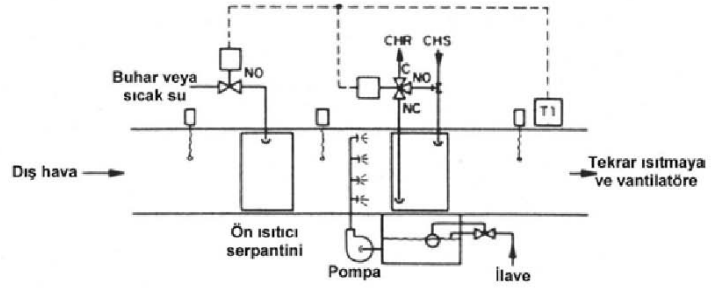 CHR CHS
C
NO
Buhar veya
sıcak su
NO
NC
T1
Dış hava
Tekrar ısıtmaya
ve vantilatöre
Ön ısıtıcı
serpantini
Pompa
İlave